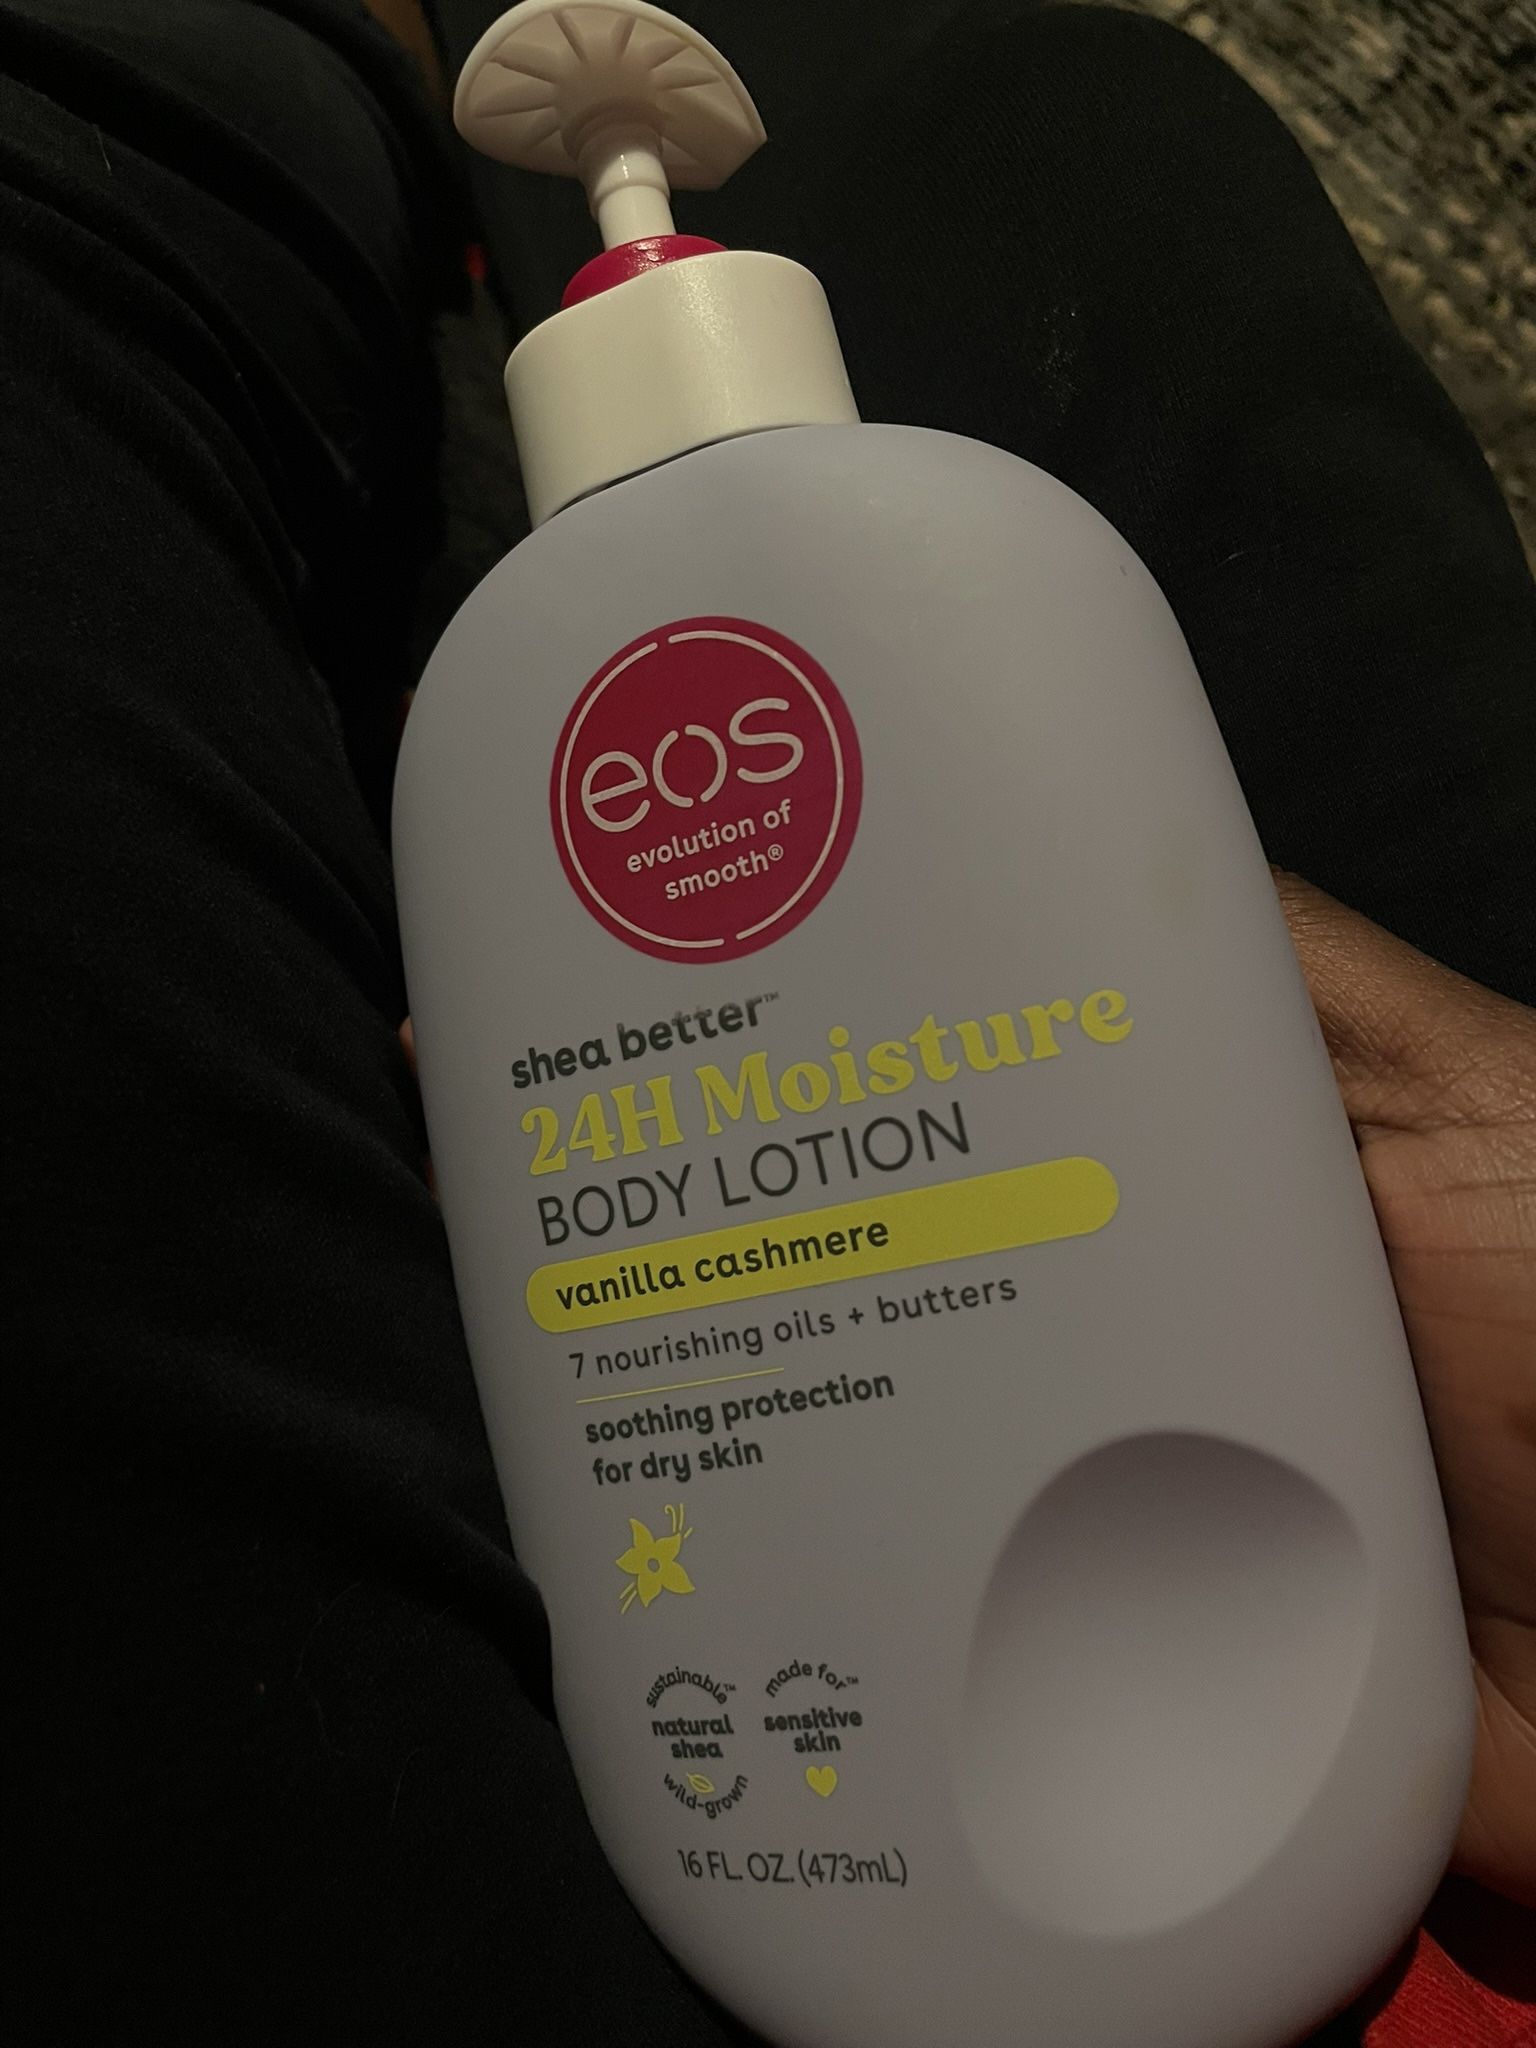 eos
evolution of
smooth®
shea better™
24H Moisture
BODY LOTION
vanilla cashmere
7 nourishing oils + butters
soothing protection
for dry skin
sustainable™
natural
shea
wild-grown
made for™
sensitive
skin
16 FL. OZ. (473mL)